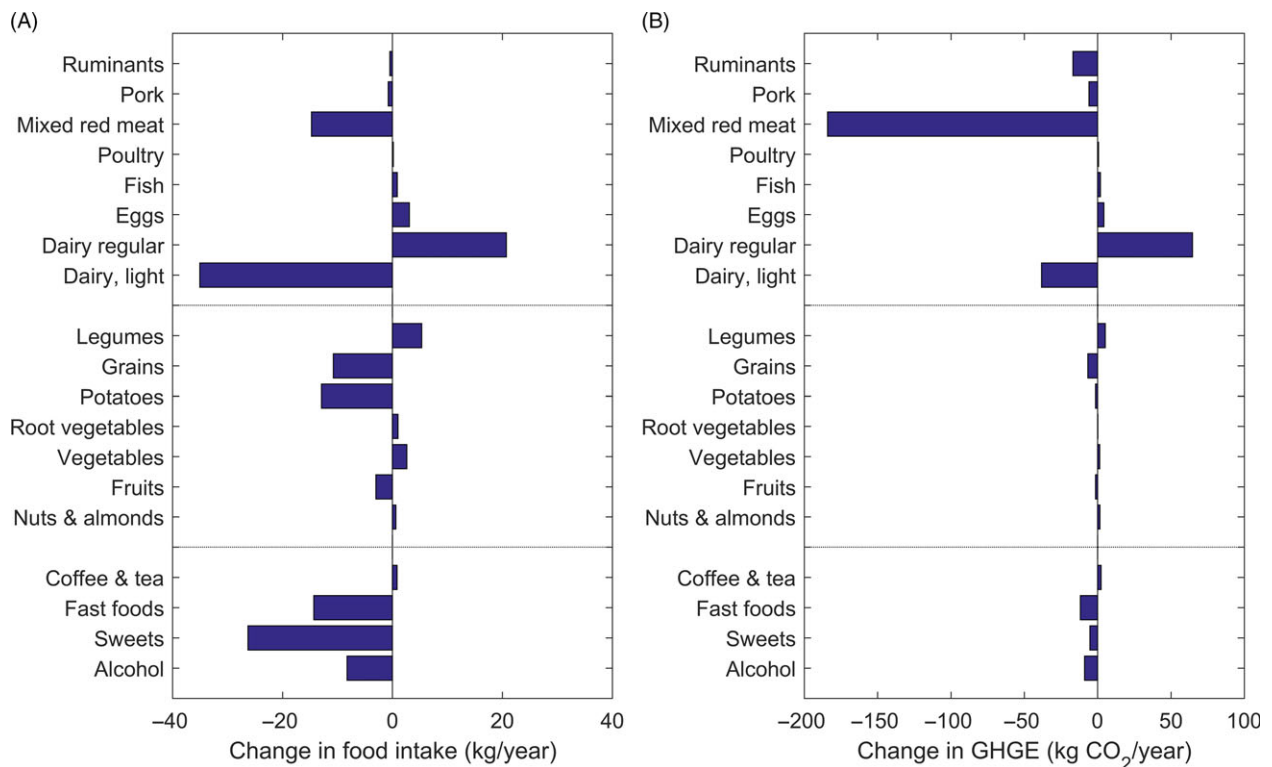 (A)
Ruminants
Pork
Mixed red meat
Poultry
Fish
Eggs
Dairy regular
Dairy, light
Legumes
Grains
Potatoes
Root vegetables
Vegetables
Fruits
Nuts & almonds
Coffee & tea
Fast foods
Sweets
Alcohol
–40 –20 0 20 40
Change in food intake (kg/year)
(B)
Ruminants
Pork
Mixed red meat
Poultry
Fish
Eggs
Dairy regular
Dairy, light
Legumes
Grains
Potatoes
Root vegetables
Vegetables
Fruits
Nuts & almonds
Coffee & tea
Fast foods
Sweets
Alcohol
–200 –150 –100 –50 0 50 100
Change in GHGE (kg CO₂/year)